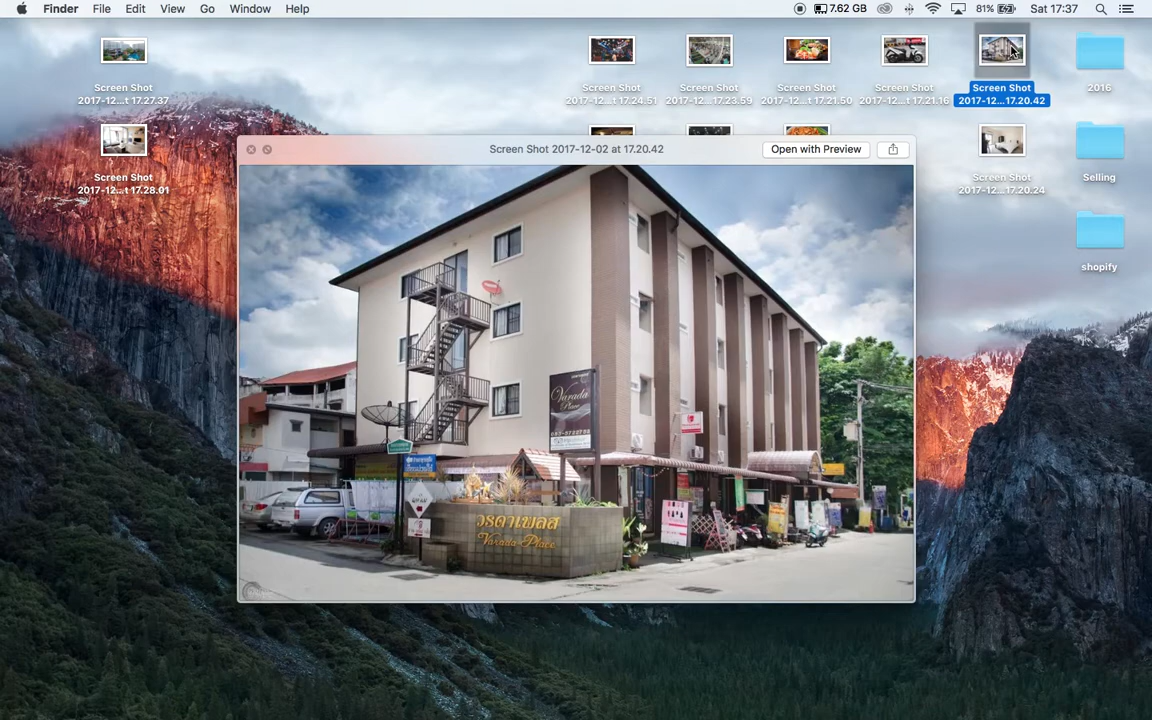 Finder File Edit View Go Window Help
7.62 GB 81% Sat 17:37
Screen Shot
2017-12...t 17.27.37
Screen Shot
2017-12...t 17.24.51
Screen Shot
2017-12...17.23.59
Screen Shot
2017-12...t 17.21.50
Screen Shot
2017-12...t 17.21.16
Screen Shot
2017-12...17.20.42
2016
Screen Shot
2017-12...t 17.28.01
Screen Shot
2017-12...17.20.24
Selling
shopify
Screen Shot 2017-12-02 at 17.20.42
Open with Preview
Varada
Place
วรดาเพลส
Varada Place